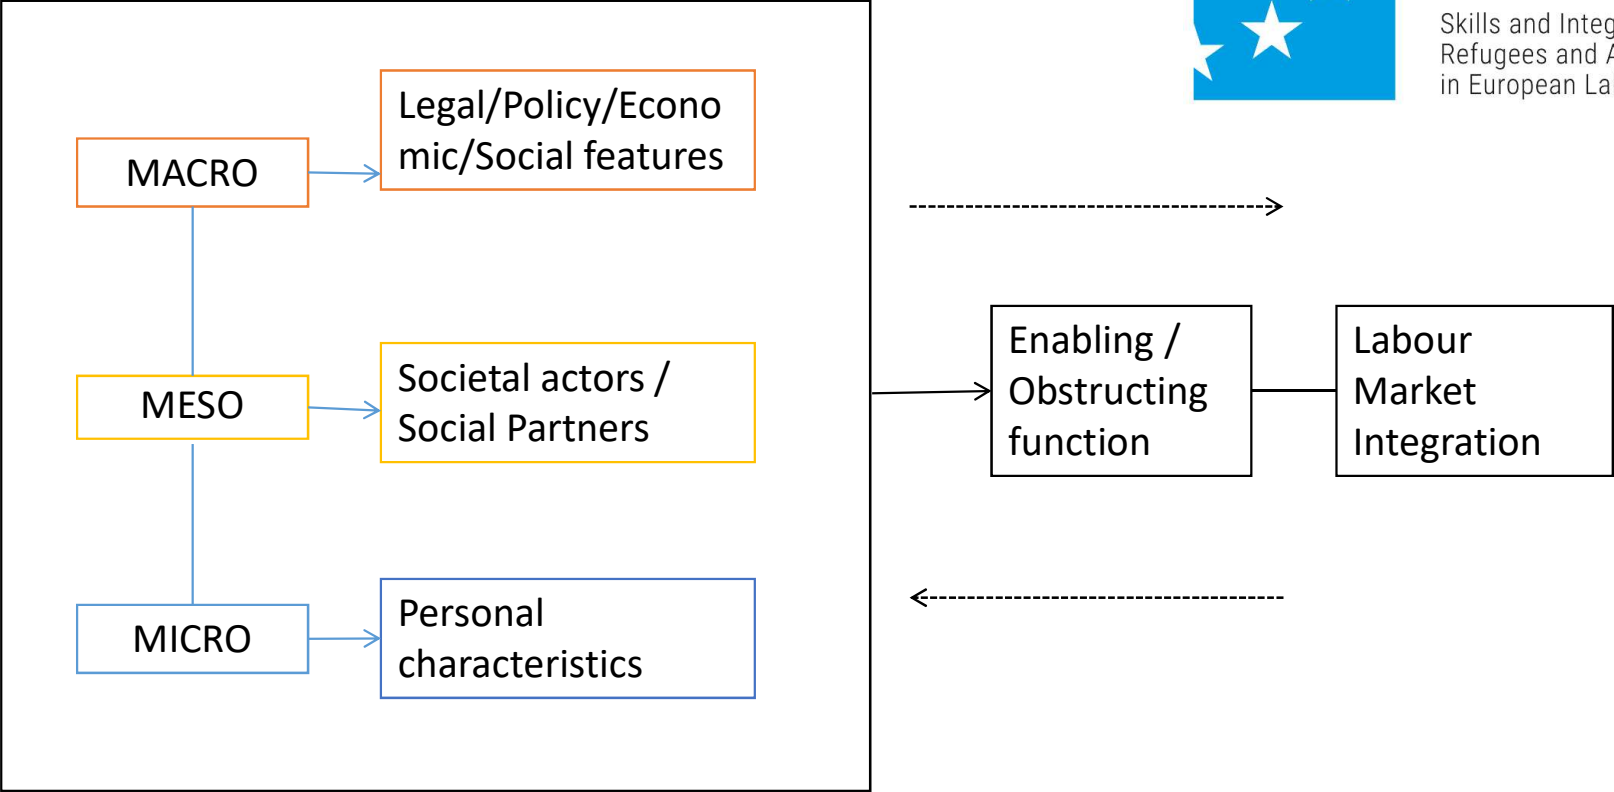 Skills and Integ
Refugees and A
in European La
Legal/Policy/Econo
mic/Social features
MACRO
Societal actors /
Social Partners
MESO
Personal
characteristics
MICRO
Enabling /
Obstructing
function
Labour
Market
Integration